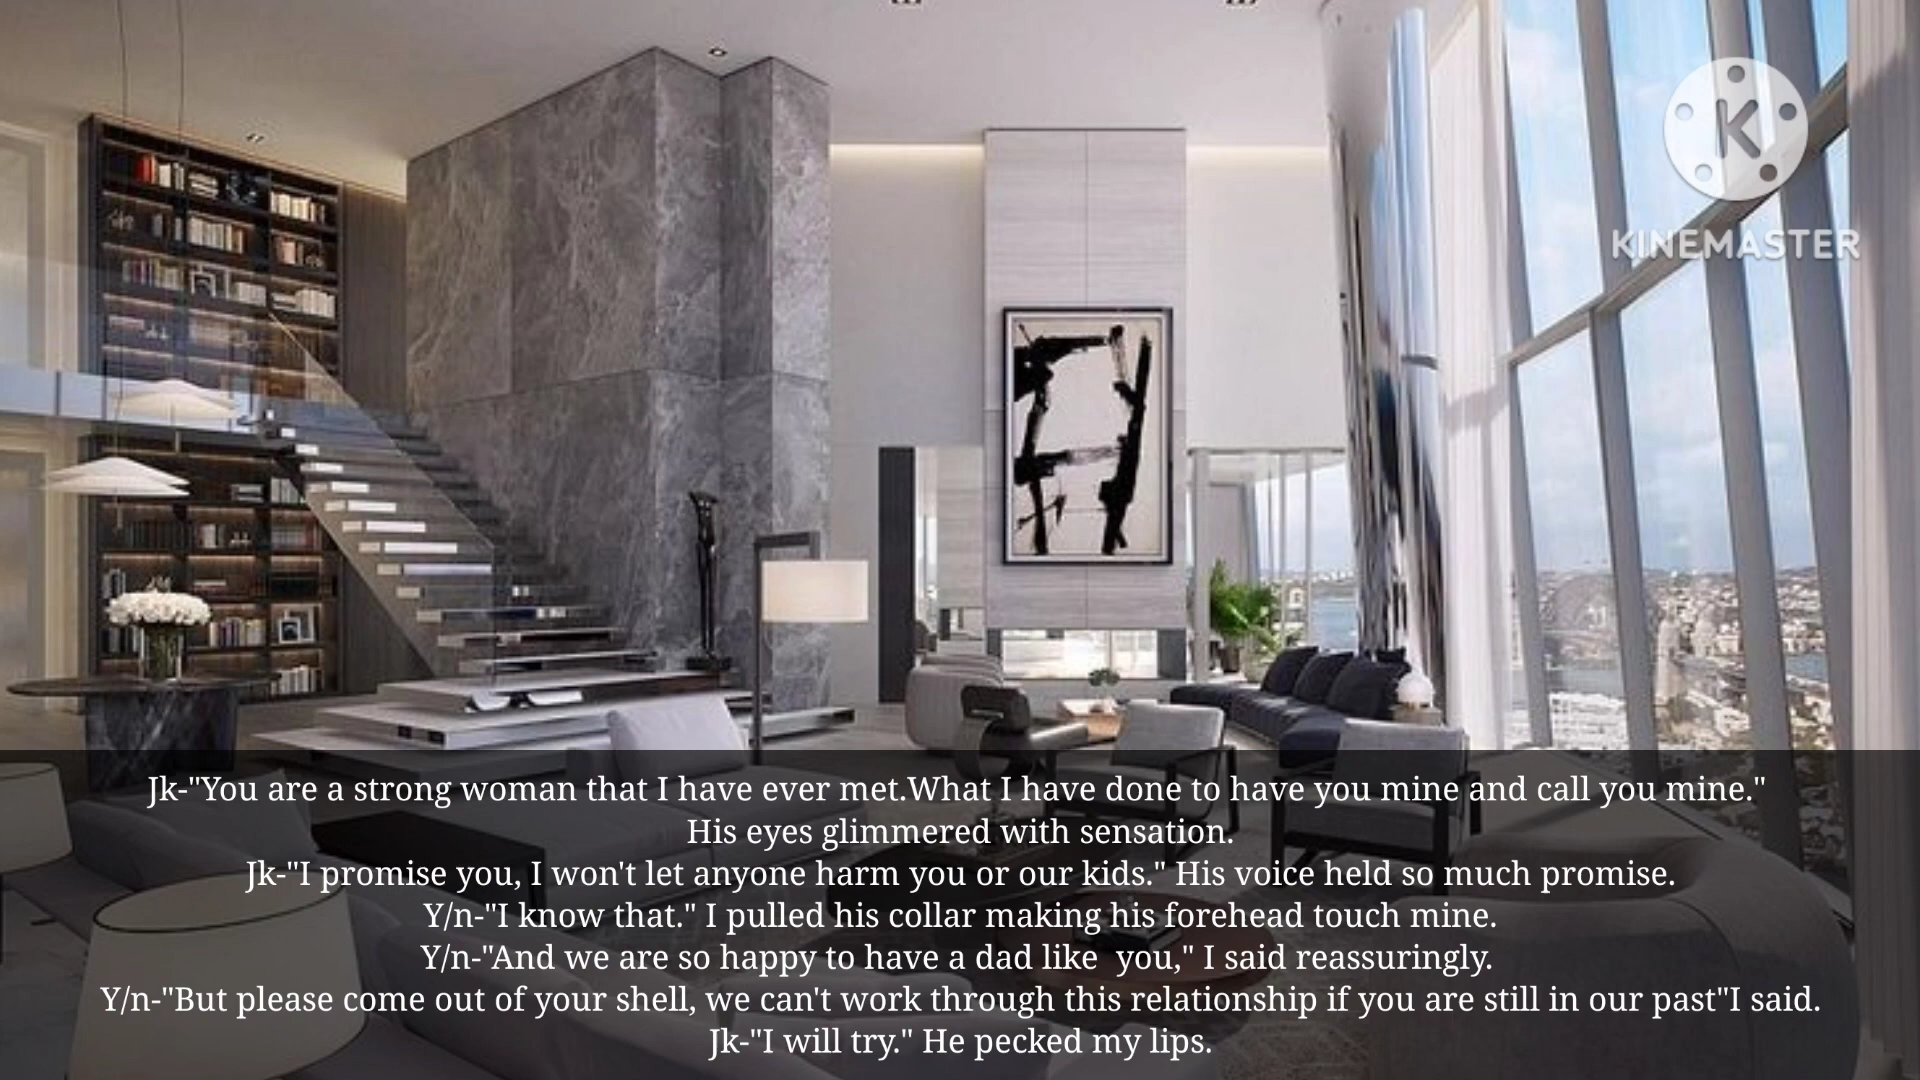 K
KINEMASTER
Jk-"You are a strong woman that I have ever met.What I have done to have you mine and call you mine."
His eyes glimmered with sensation.
Jk-"I promise you, I won't let anyone harm you or our kids." His voice held so much promise.
Y/n-"I know that." I pulled his collar making his forehead touch mine.
Y/n-"And we are so happy to have a dad like  you," I said reassuringly.
Y/n-"But please come out of your shell, we can't work through this relationship if you are still in our past"I said.
Jk-"I will try." He pecked my lips.